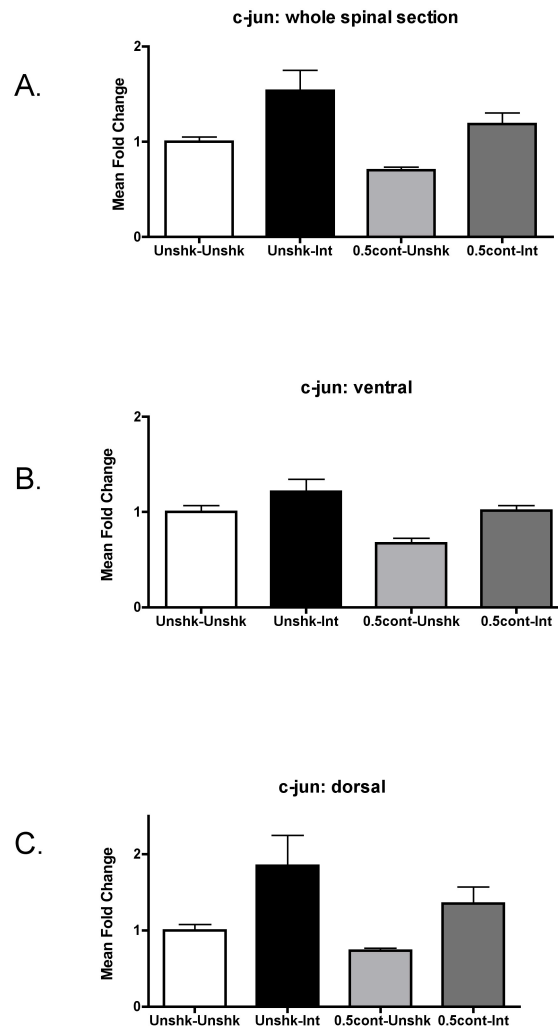 c-jun: whole spinal section
A.
Mean Fold Change
2
1
0
Unshk-Unshk Unshk-Int 0.5cont-Unshk 0.5cont-Int
c-jun: ventral
B.
Mean Fold Change
2
1
0
Unshk-Unshk Unshk-Int 0.5cont-Unshk 0.5cont-Int
c-jun: dorsal
C.
Mean Fold Change
2
1
0
Unshk-Unshk Unshk-Int 0.5cont-Unshk 0.5cont-Int